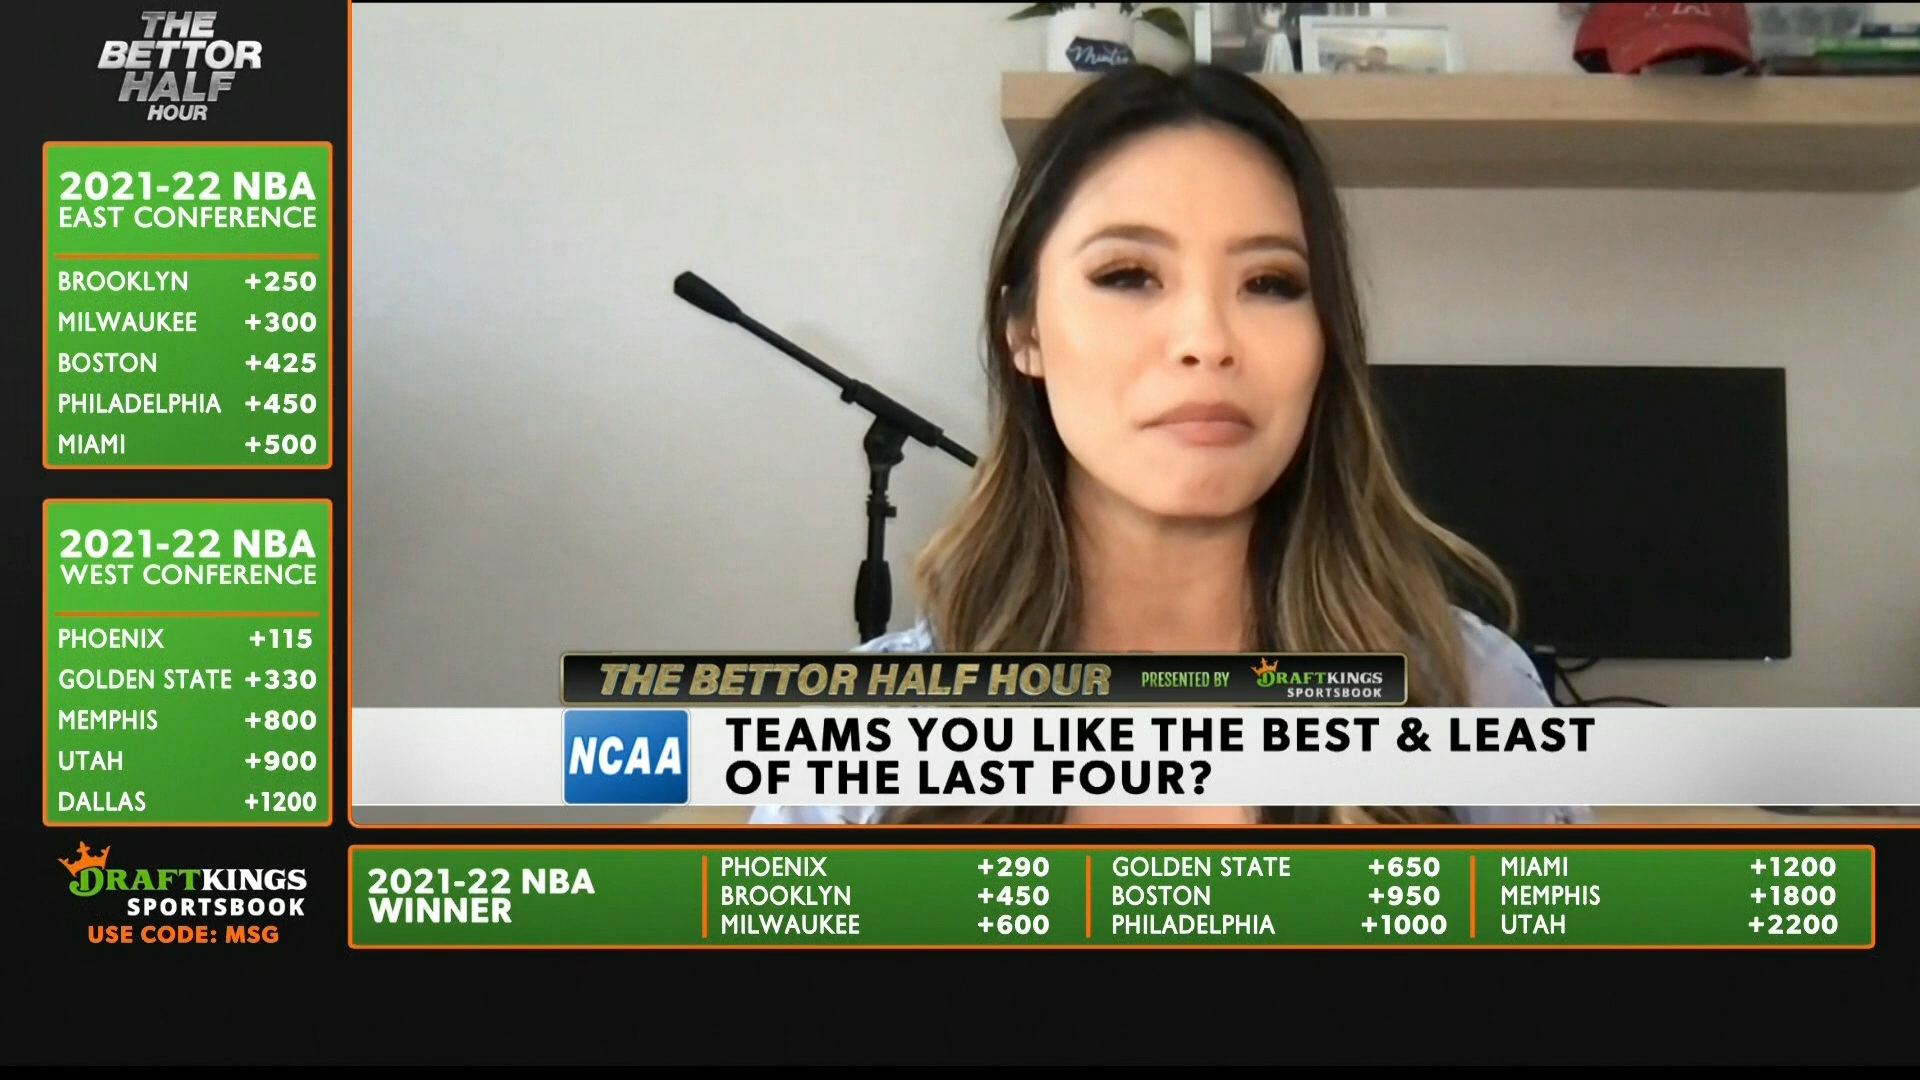 THE
BETTOR
HALF
HOUR
2021-22 NBA
EAST CONFERENCE
BROOKLYN +250
MILWAUKEE +300
BOSTON +425
PHILADELPHIA +450
MIAMI +500
2021-22 NBA
WEST CONFERENCE
PHOENIX +115
GOLDEN STATE +330
MEMPHIS +800
UTAH +900
DALLAS +1200
DRAFTKINGS
SPORTSBOOK
USE CODE: MSG
THE BETTOR HALF HOUR PRESENTED BY DRAFTKINGS
SPORTSBOOK
NCAA
TEAMS YOU LIKE THE BEST & LEAST
OF THE LAST FOUR?
2021-22 NBA
WINNER
PHOENIX +290
BROOKLYN +450
MILWAUKEE +600
GOLDEN STATE +650
BOSTON +950
PHILADELPHIA +1000
MIAMI +1200
MEMPHIS +1800
UTAH +2200